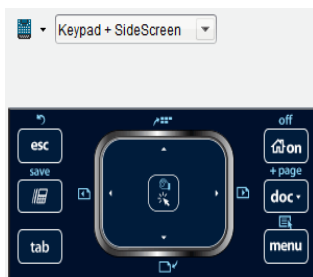 Keypad + SideScreen
off
esc
on
save
+ page
doc
tab
menu